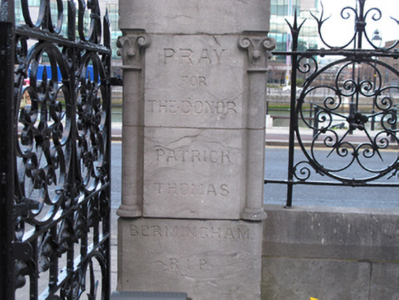 PRAY
FOR
THE DONOR
PATRICK
THOMAS
BERMINGHAM
R.I.P.